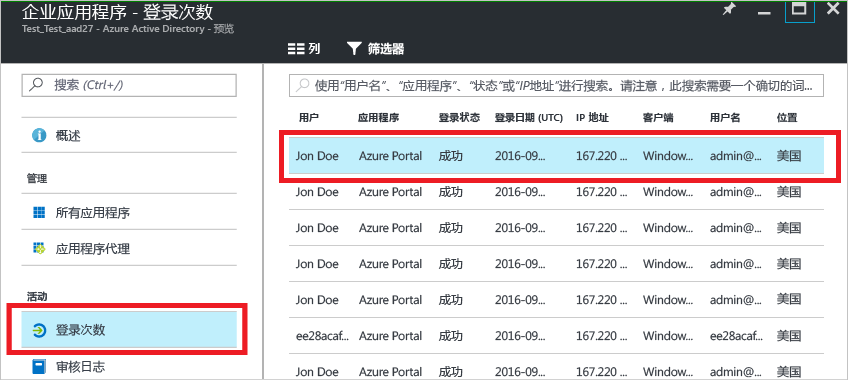 企业应用程序 - 登录次数
Test_Test_aad27 - Azure Active Directory - 预览
列 筛选器
搜索 (Ctrl+/)
使用“用户名”、“应用程序”、“状态”或“IP地址”进行搜索。请注意，此搜索需要一个确切的词...
概述
管理
所有应用程序
应用程序代理
活动
登录次数
审核日志
用户 应用程序 登录状态 登录日期 (UTC) IP 地址 客户端 用户名 位置
Jon Doe Azure Portal 成功 2016-09... 167.220 ... Window... admin@... 美国
Jon Doe Azure Portal 成功 2016-09... 167.220 ... Window... admin@... 美国
Jon Doe Azure Portal 成功 2016-09... 167.220 ... Window... admin@... 美国
Jon Doe Azure Portal 成功 2016-09... 167.220 ... Window... admin@... 美国
Jon Doe Azure Portal 成功 2016-09... 167.220 ... Window... admin@... 美国
ee28acaf... Azure Portal 成功 2016-09... 167.220 ... Window... ee28acaf... 美国
Jon Doe Azure Portal 成功 2016-09... 167.220 ... Window... admin@... 美国